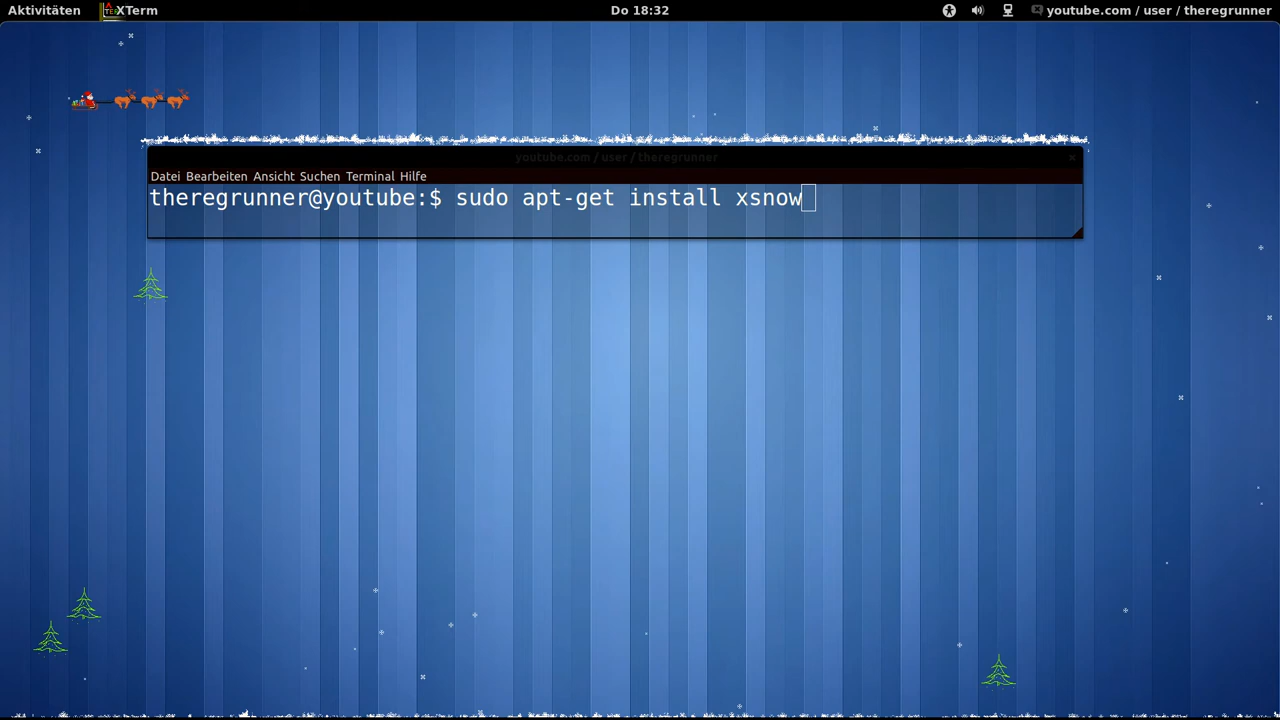 Aktivitäten XTerm Do 18:32 youtube.com / user / theregrunner
youtube.com / user / theregrunner
Datei Bearbeiten Ansicht Suchen Terminal Hilfe
theregrunner@youtube:$ sudo apt-get install xsnow